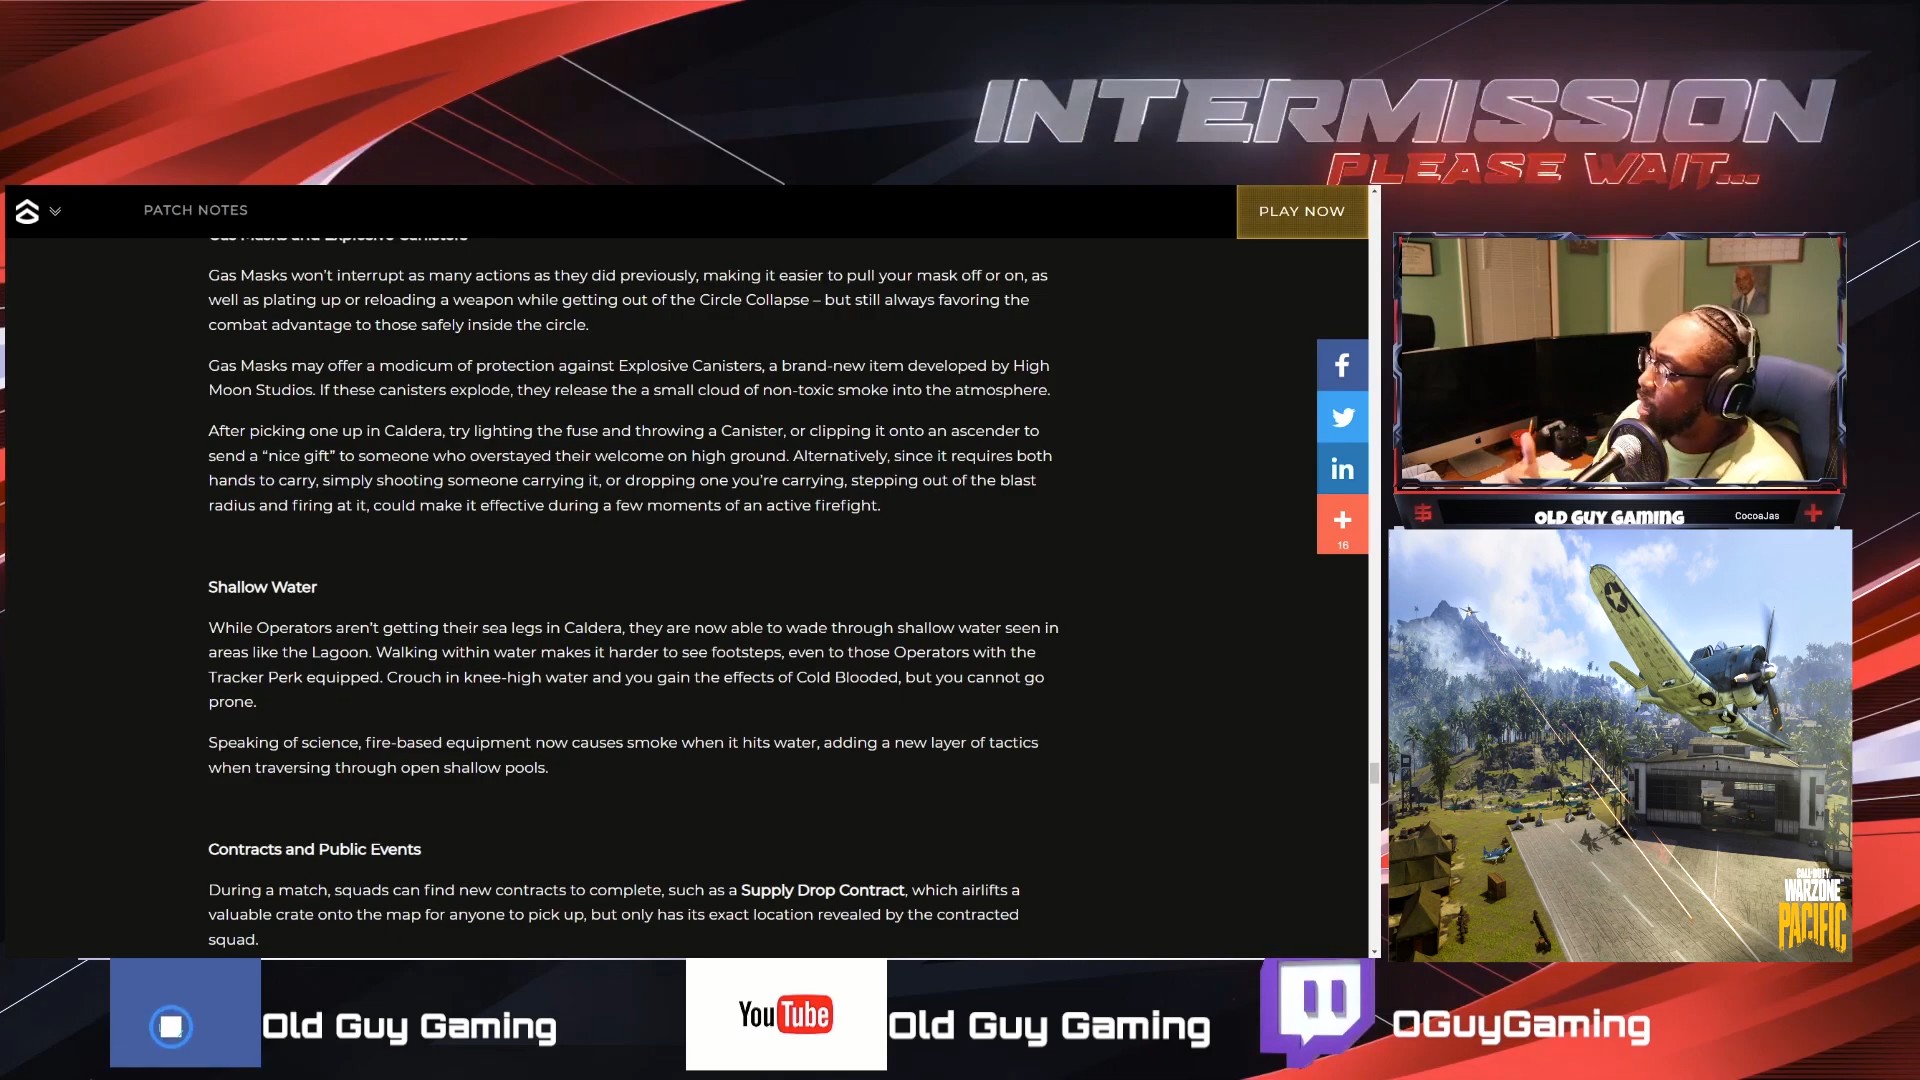 INTERMISSION
PLEASE WAIT...
PATCH NOTES
PLAY NOW
Gas Masks and Explosive Canisters
Gas Masks won't interrupt as many actions as they did previously, making it easier to pull your mask off or on, as
well as plating up or reloading a weapon while getting out of the Circle Collapse – but still always favoring the
combat advantage to those safely inside the circle.
Gas Masks may offer a modicum of protection against Explosive Canisters, a brand-new item developed by High
Moon Studios. If these canisters explode, they release the a small cloud of non-toxic smoke into the atmosphere.
After picking one up in Caldera, try lighting the fuse and throwing a Canister, or clipping it onto an ascender to
send a “nice gift” to someone who overstayed their welcome on high ground. Alternatively, since it requires both
hands to carry, simply shooting someone carrying it, or dropping one you're carrying, stepping out of the blast
radius and firing at it, could make it effective during a few moments of an active firefight.
Shallow Water
While Operators aren't getting their sea legs in Caldera, they are now able to wade through shallow water seen in
areas like the Lagoon. Walking within water makes it harder to see footsteps, even to those Operators with the
Tracker Perk equipped. Crouch in knee-high water and you gain the effects of Cold Blooded, but you cannot go
prone.
Speaking of science, fire-based equipment now causes smoke when it hits water, adding a new layer of tactics
when traversing through open shallow pools.
Contracts and Public Events
During a match, squads can find new contracts to complete, such as a Supply Drop Contract, which airlifts a
valuable crate onto the map for anyone to pick up, but only has its exact location revealed by the contracted
squad.
f
in
+
16
$
OLD GUY GAMING
CocoaJas
+
CALL OF DUTY
WARZONE
PACIFIC
Old Guy Gaming
YouTube
Old Guy Gaming
OGuyGaming